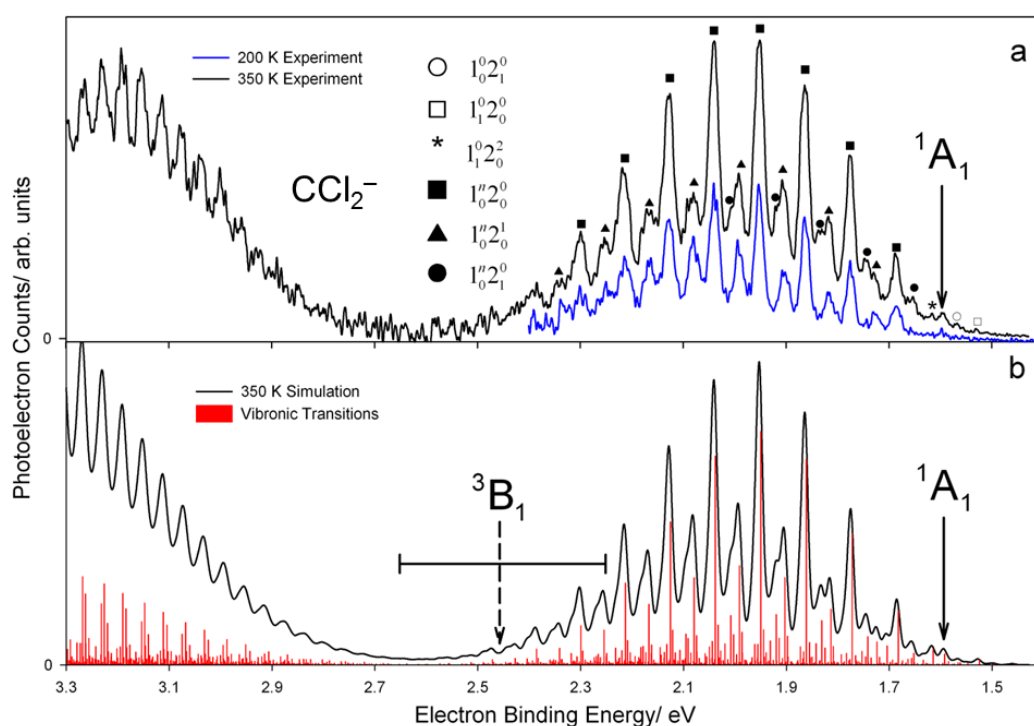 a
200 K Experiment
350 K Experiment
1⁰₀2⁰₁
1⁰₁2⁰₀
* 1⁰₁2²₀
1ⁿ₀2⁰₀
1ⁿ₀2¹₀
1ⁿ₀2⁰₁
CCl₂⁻
¹A₁
0
b
350 K Simulation
Vibronic Transitions
³B₁
¹A₁
0
3.3 3.1 2.9 2.7 2.5 2.3 2.1 1.9 1.7 1.5
Electron Binding Energy/ eV
Photoelectron Counts/ arb. units